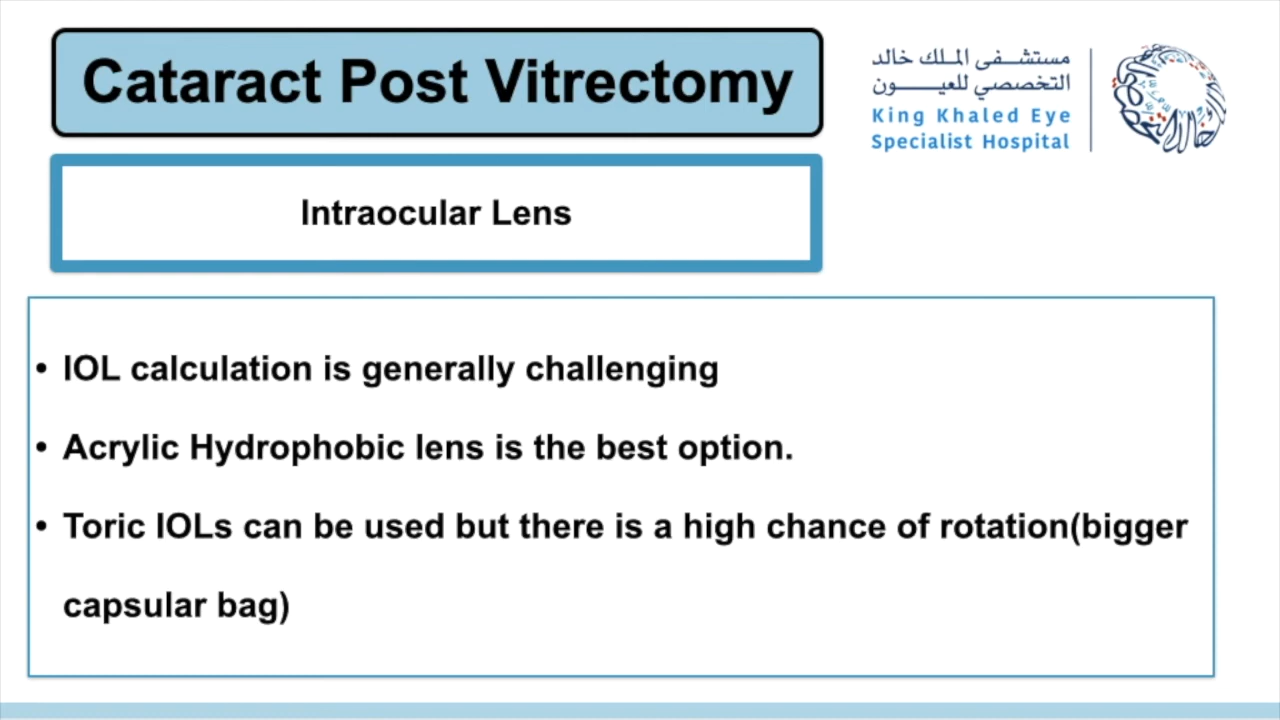 Cataract Post Vitrectomy
مستشفى الملك خالد
التخصصي للعيون
King Khaled Eye
Specialist Hospital
Intraocular Lens
• IOL calculation is generally challenging
• Acrylic Hydrophobic lens is the best option.
• Toric IOLs can be used but there is a high chance of rotation(bigger
capsular bag)